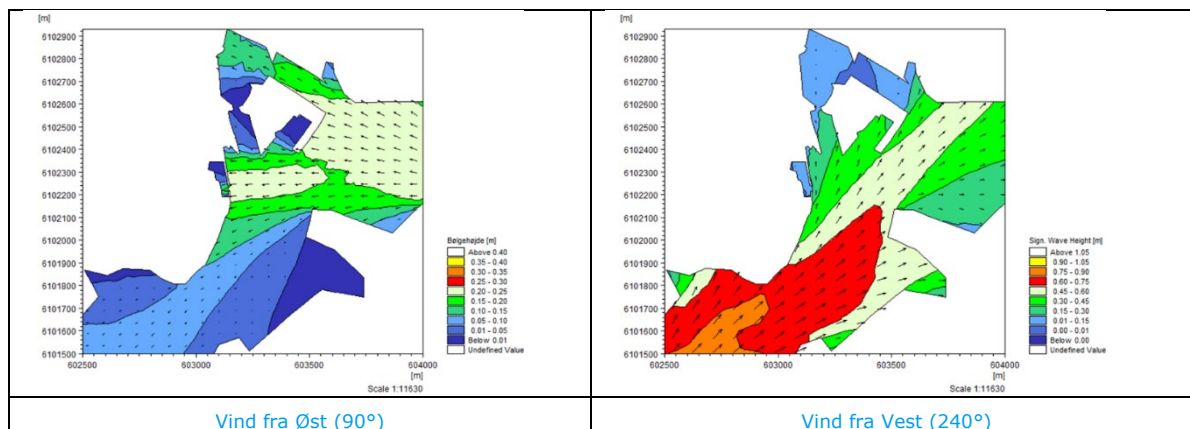 [m]
6102900
6102800
6102700
6102600
6102500
6102400
6102300
6102200
6102100
6102000
6101900
6101800
6101700
6101600
6101500
602500 603000 603500 604000
[m]
Scale 1:11630
Bølgehøjde [m]
Above 0.40
0.35 - 0.40
0.30 - 0.35
0.25 - 0.30
0.20 - 0.25
0.15 - 0.20
0.10 - 0.15
0.05 - 0.10
0.01 - 0.05
Below 0.01
Undefined Value
Vind fra Øst (90°)
[m]
6102900
6102800
6102700
6102600
6102500
6102400
6102300
6102200
6102100
6102000
6101900
6101800
6101700
6101600
6101500
602500 603000 603500 604000
[m]
Scale 1:11630
Sign. Wave Height [m]
Above 1.05
0.90 - 1.05
0.75 - 0.90
0.60 - 0.75
0.45 - 0.60
0.30 - 0.45
0.15 - 0.30
0.01 - 0.15
0.00 - 0.01
Below 0.00
Undefined Value
Vind fra Vest (240°)